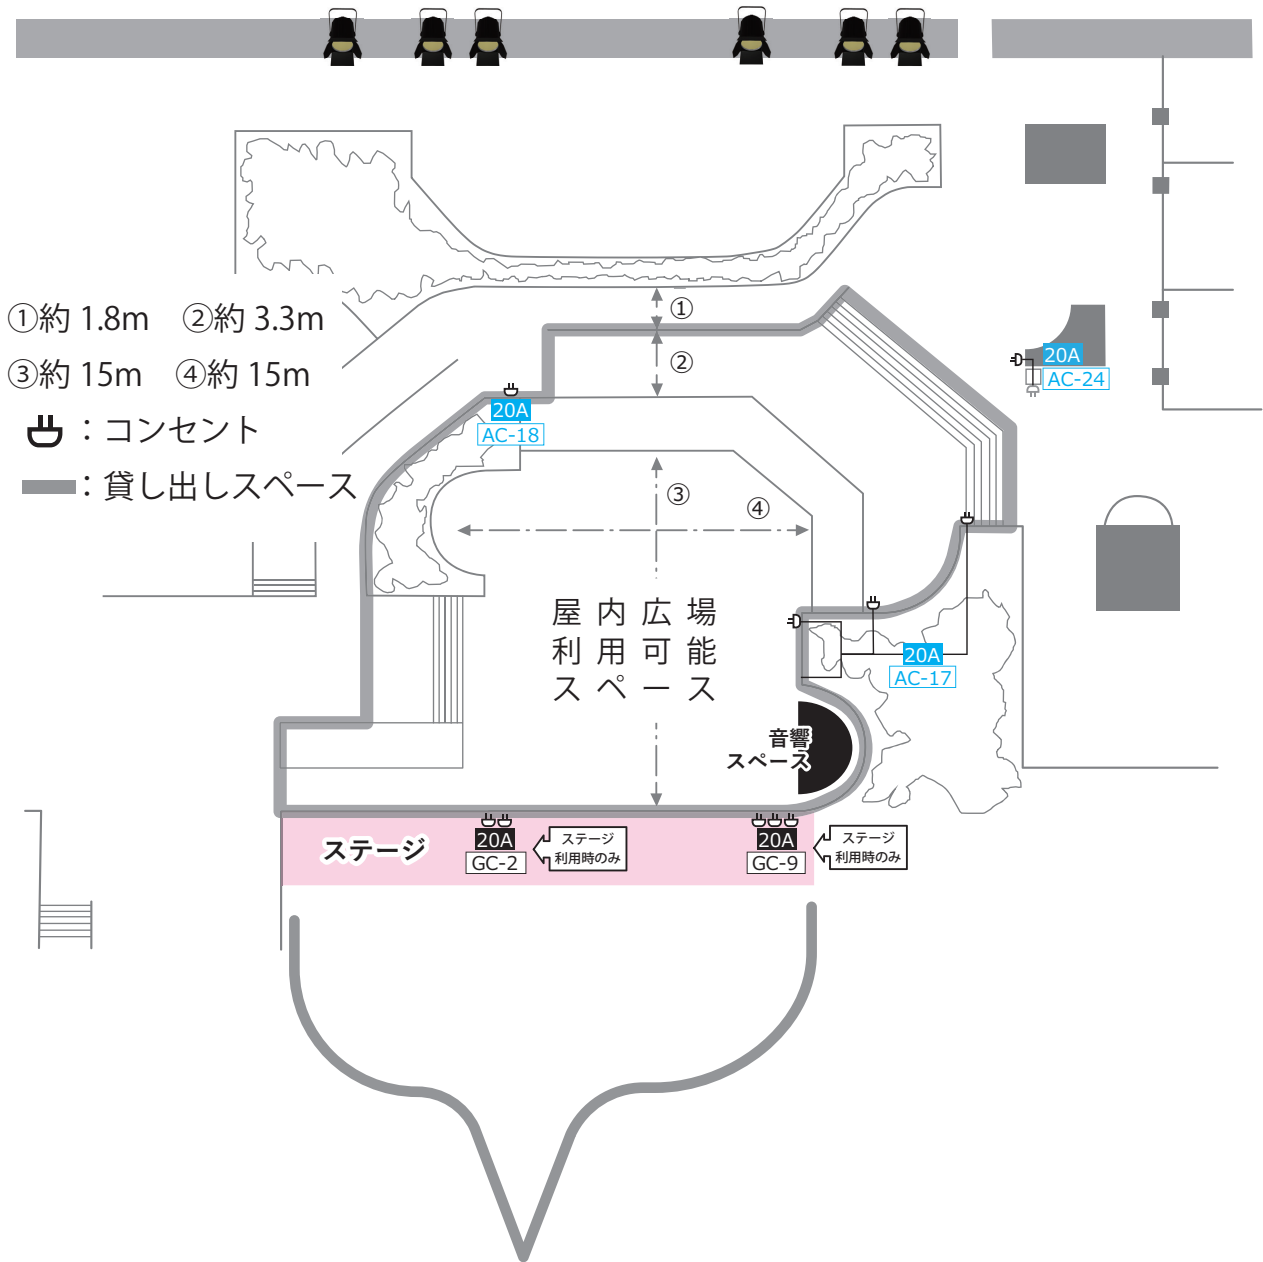 ①
①約 1.8m ②約 3.3m
②
20A
AC-24
③約 15m ④約 15m
20A
AC-18
：コンセント
：貸し出しスペース
③
④
屋内広場
利用可能
スペース
20A
AC-17
音響
スペース
ステージ
20A
GC-2
ステージ
利用時のみ
20A
GC-9
ステージ
利用時のみ